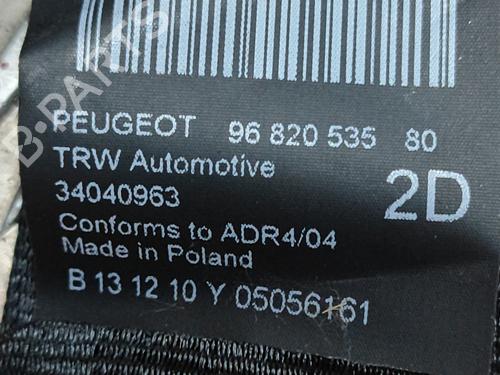 B-PARTS
PEUGEOT 96 820 535 80
TRW Automotive
34040963
2D
Conforms to ADR4/04
Made in Poland
B 13 12 10 Y 05056161